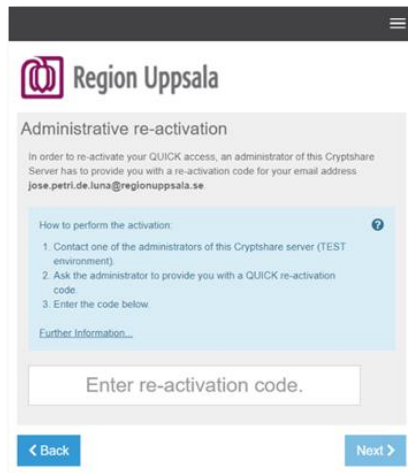 Region Uppsala
Administrative re-activation
In order to re-activate your QUICK access, an administrator of this Cryptshare
Server has to provide you with a re-activation code for your email address
jose.petri.de.luna@regionuppsala.se.
How to perform the activation:
1. Contact one of the administrators of this Cryptshare server (TEST
environment).
2. Ask the administrator to provide you with a QUICK re-activation
code.
3. Enter the code below.
Further Information...
Enter re-activation code.
Back
Next